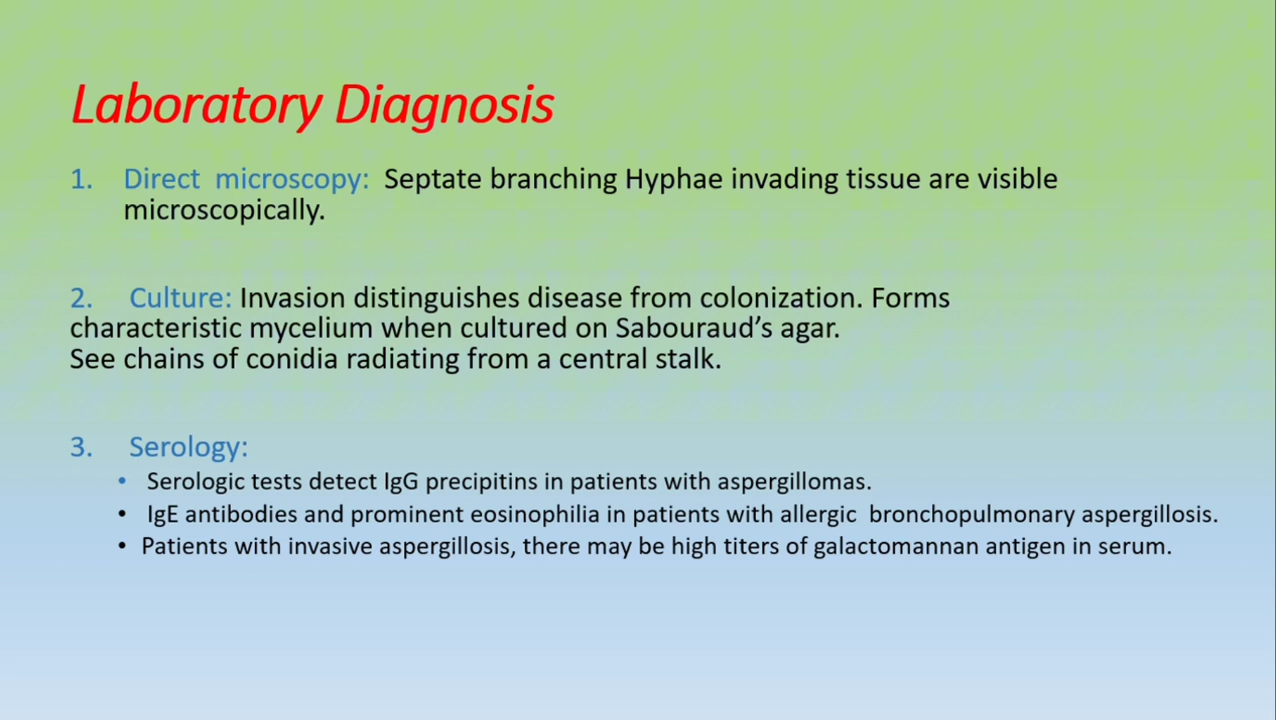 Laboratory Diagnosis
1. Direct microscopy: Septate branching Hyphae invading tissue are visible
microscopically.
2. Culture: Invasion distinguishes disease from colonization. Forms
characteristic mycelium when cultured on Sabouraud’s agar.
See chains of conidia radiating from a central stalk.
3. Serology:
• Serologic tests detect IgG precipitins in patients with aspergillomas.
• IgE antibodies and prominent eosinophilia in patients with allergic bronchopulmonary aspergillosis.
• Patients with invasive aspergillosis, there may be high titers of galactomannan antigen in serum.